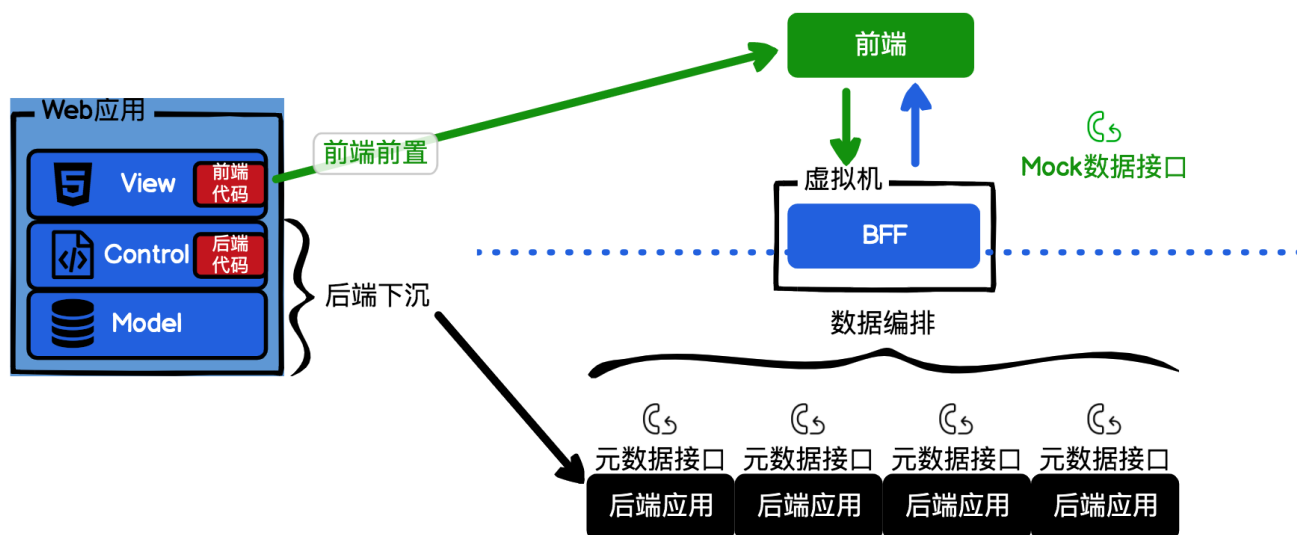 前端
Web应用
前端前置
View
前端
代码
Mock数据接口
虚拟机
BFF
Control
后端
代码
后端下沉
Model
数据编排
元数据接口
元数据接口
元数据接口
元数据接口
后端应用
后端应用
后端应用
后端应用